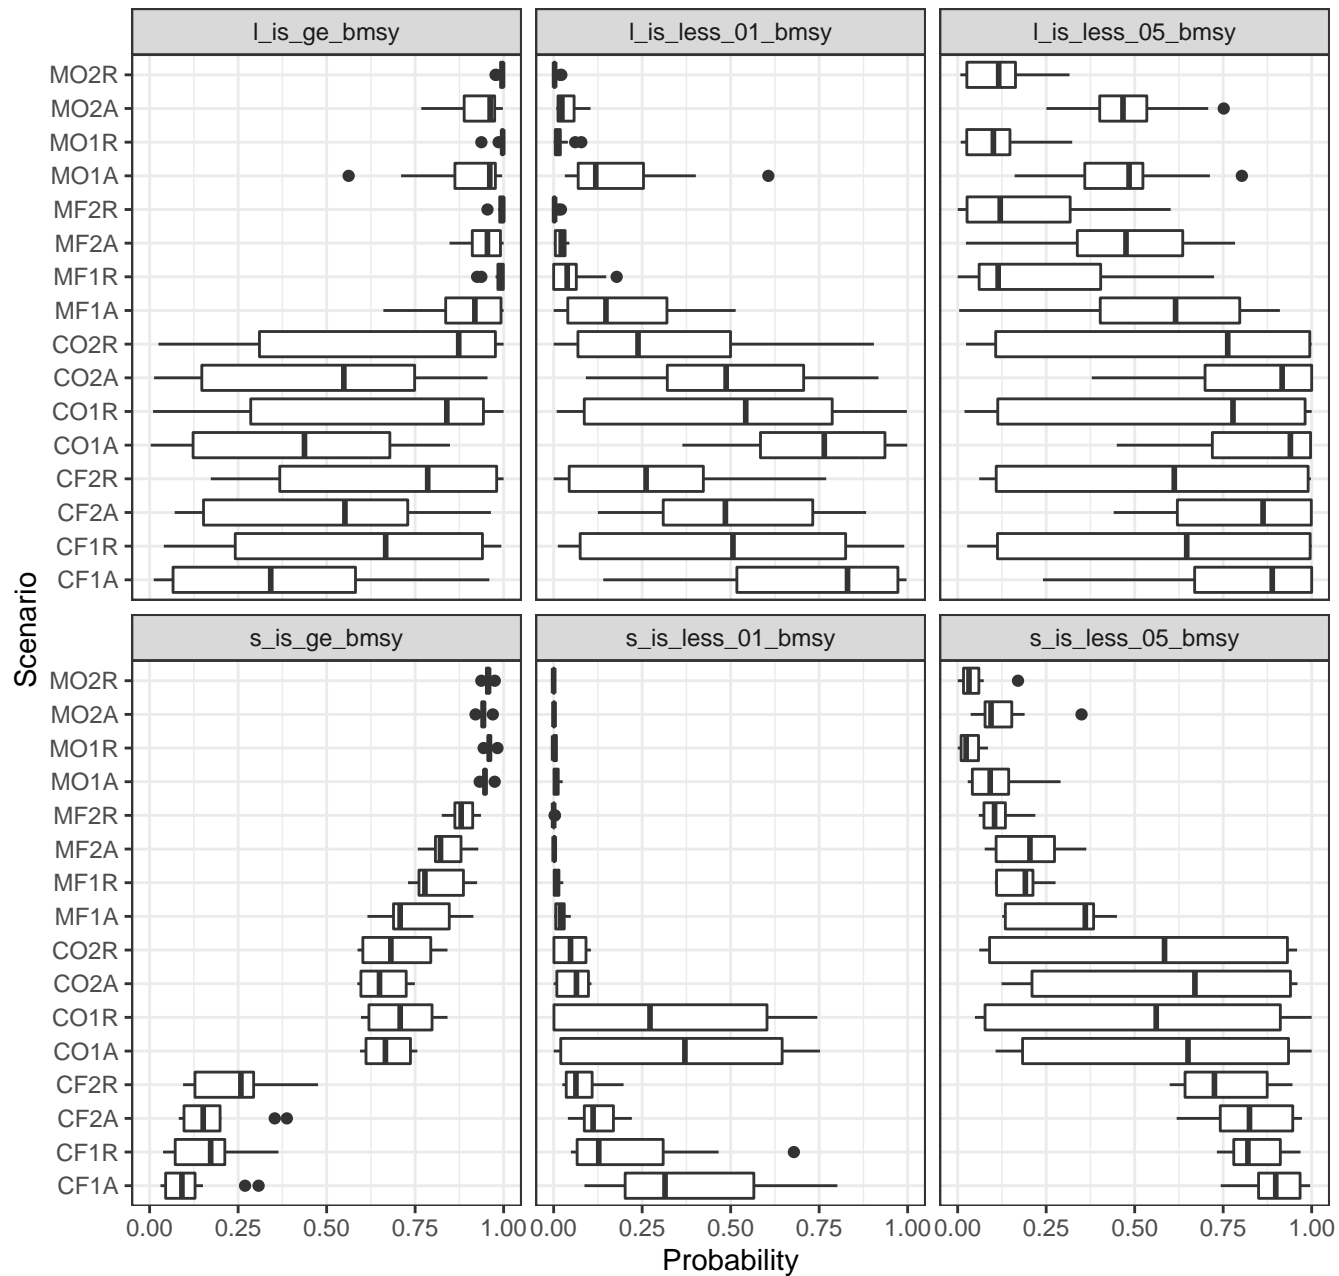 l_is_ge_bmsy
l_is_less_01_bmsy
l_is_less_05_bmsy
MO2R
MO2A
MO1R
MO1A
MF2R
MF2A
MF1R
MF1A
CO2R
CO2A
CO1R
CO1A
CF2R
CF2A
CF1R
CF1A
Scenario
s_is_ge_bmsy
s_is_less_01_bmsy
s_is_less_05_bmsy
MO2R
MO2A
MO1R
MO1A
MF2R
MF2A
MF1R
MF1A
CO2R
CO2A
CO1R
CO1A
CF2R
CF2A
CF1R
CF1A
0.00 0.25 0.50 0.75 1.00 0.00 0.25 0.50 0.75 1.00 0.00 0.25 0.50 0.75 1.00
Probability